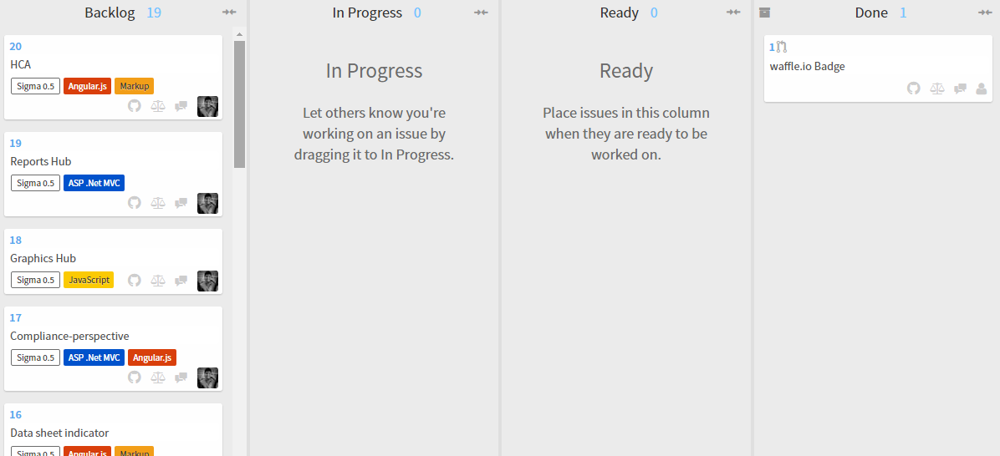 Backlog 19
20
HCA
Sigma 0.5 Angular.js Markup
19
Reports Hub
Sigma 0.5 ASP .Net MVC
18
Graphics Hub
Sigma 0.5 JavaScript
17
Compliance-perspective
Sigma 0.5 ASP .Net MVC Angular.js
16
Data sheet indicator
Sigma 0.5 Angular.js Markup
In Progress 0
In Progress
Let others know you're
working on an issue by
dragging it to In Progress.
Ready 0
Ready
Place issues in this column
when they are ready to be
worked on.
Done 1
1
waffle.io Badge